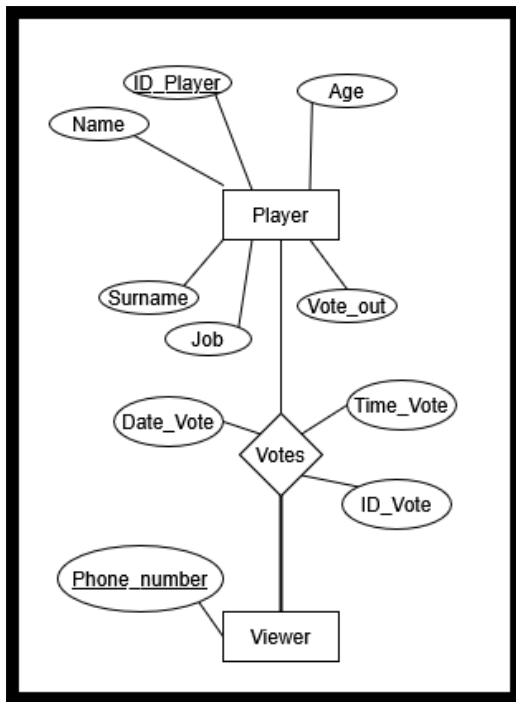 ID_Player
Age
Name
Player
Surname
Vote_out
Job
Time_Vote
Date_Vote
Votes
ID_Vote
Phone_number
Viewer